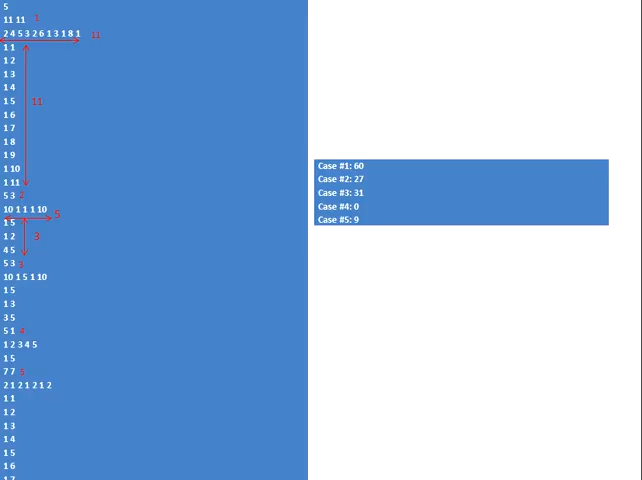 5
11 11 1
2 4 5 3 2 6 1 3 1 8 1 11
1 1
1 2
1 3
1 4
1 5
11
1 6
1 7
1 8
1 9
1 10
1 11
5 3 2
10 1 1 1 10 5
1 5
1 2 3
4 5
5 3 3
10 1 5 1 10
1 5
1 3
3 5
5 1 4
1 2 3 4 5
1 5
7 7 5
2 1 2 1 2 1 2
1 1
1 2
1 3
1 4
1 5
1 6
1 7
Case #1: 60
Case #2: 27
Case #3: 31
Case #4: 0
Case #5: 9